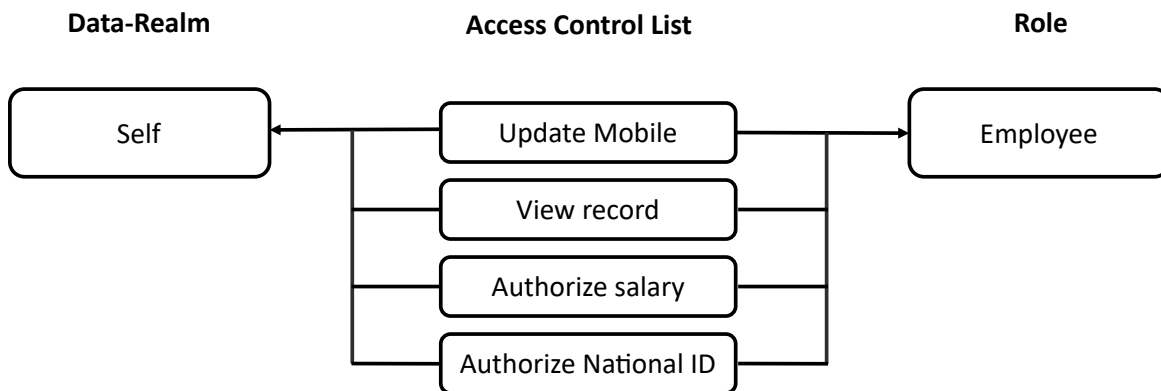 Data-Realm
Access Control List
Role
Self
Update Mobile
Employee
View record
Authorize salary
Authorize National ID